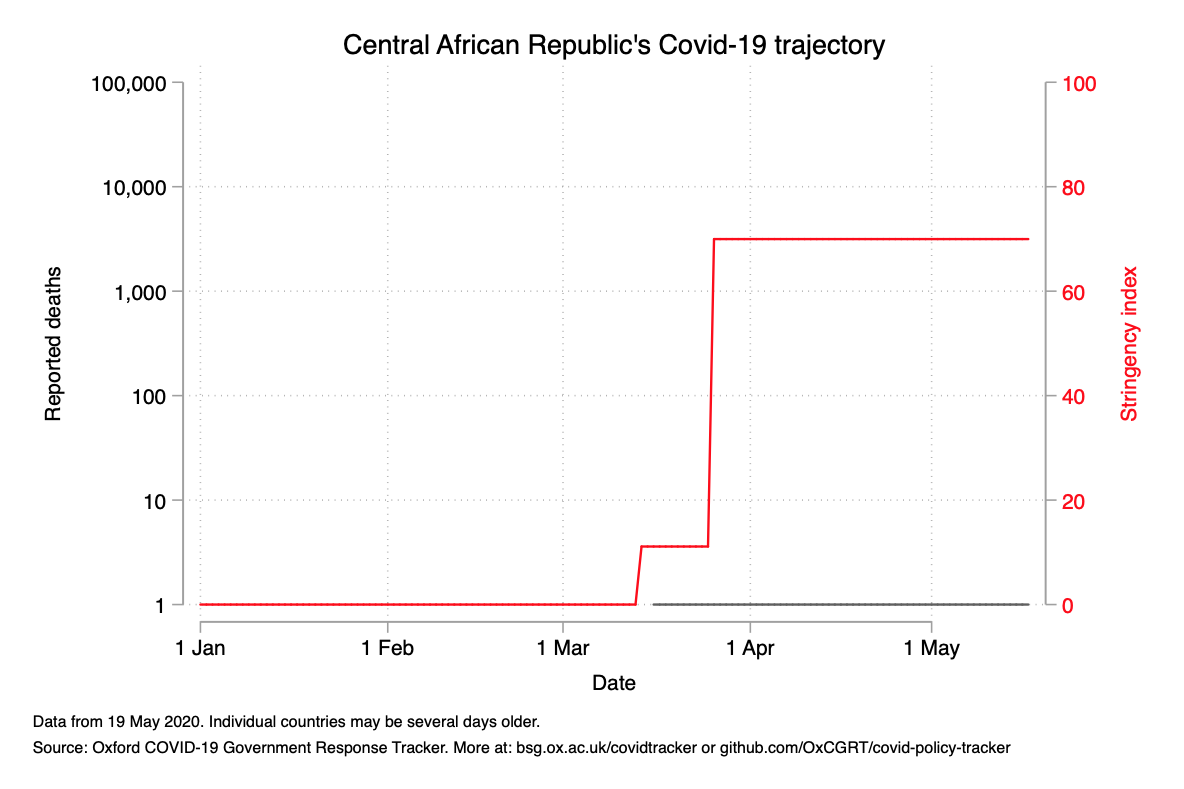 Central African Republic's Covid-19 trajectory
100,000
10,000
1,000
100
10
1
Reported deaths
100
80
60
40
20
0
Stringency index
1 Jan
1 Feb
1 Mar
1 Apr
1 May
Date
Data from 19 May 2020. Individual countries may be several days older.
Source: Oxford COVID-19 Government Response Tracker. More at: bsg.ox.ac.uk/covidtracker or github.com/OxCGRT/covid-policy-tracker